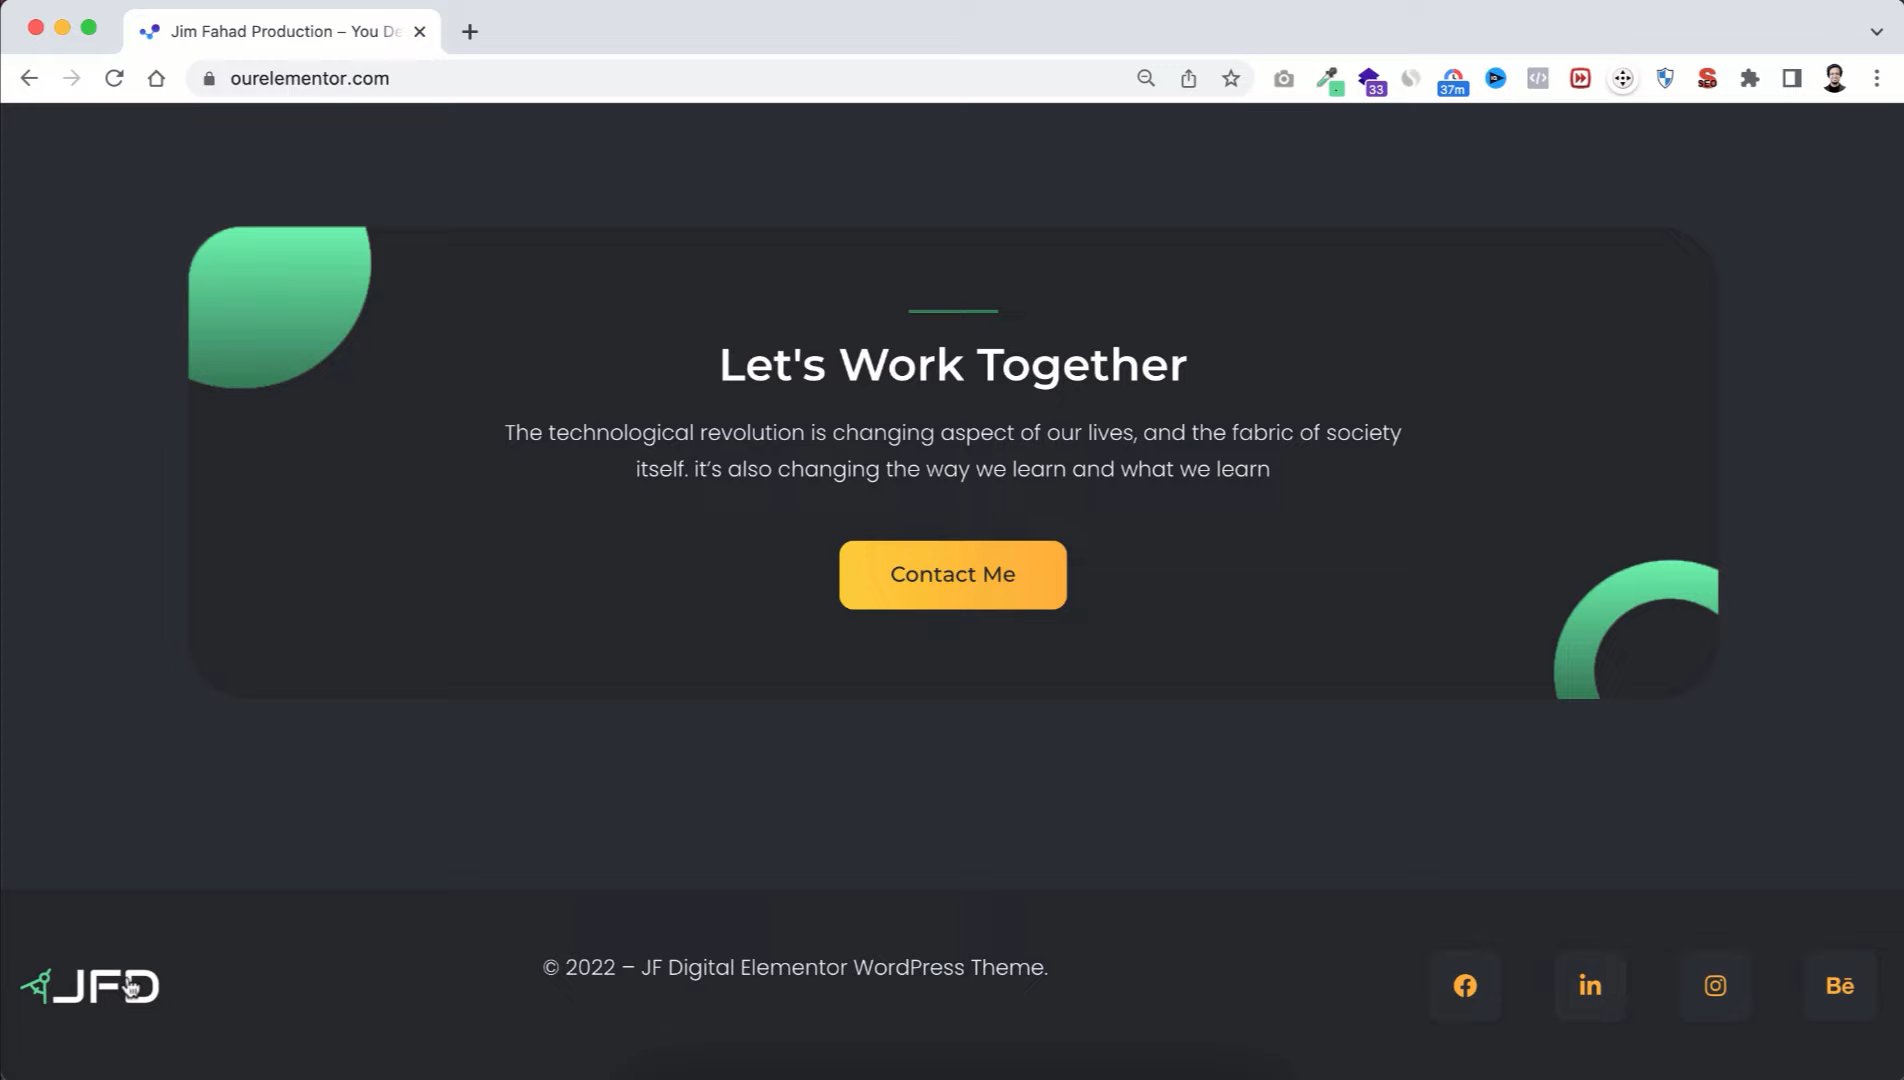 Jim Fahad Production – You De
ourelementor.com
33
37m
SEO
Let's Work Together
The technological revolution is changing aspect of our lives, and the fabric of society
itself. it’s also changing the way we learn and what we learn
Contact Me
JFD
© 2022 – JF Digital Elementor WordPress Theme.
in
Bē